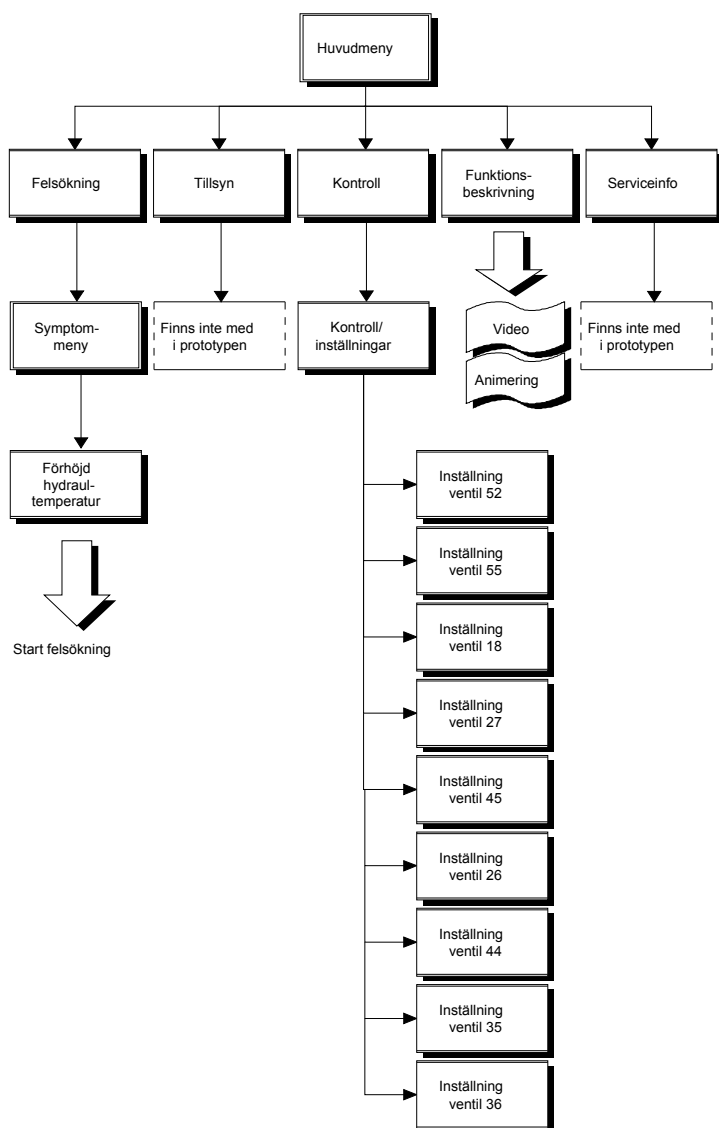 Huvudmeny
Felsökning
Tillsyn
Kontroll
Funktions-
beskrivning
Serviceinfo
Symptom-
meny
Finns inte med
i prototypen
Kontroll/
inställningar
Video
Animering
Finns inte med
i prototypen
Förhöjd
hydraul-
temperatur
Start felsökning
Inställning
ventil 52
Inställning
ventil 55
Inställning
ventil 18
Inställning
ventil 27
Inställning
ventil 45
Inställning
ventil 26
Inställning
ventil 44
Inställning
ventil 35
Inställning
ventil 36